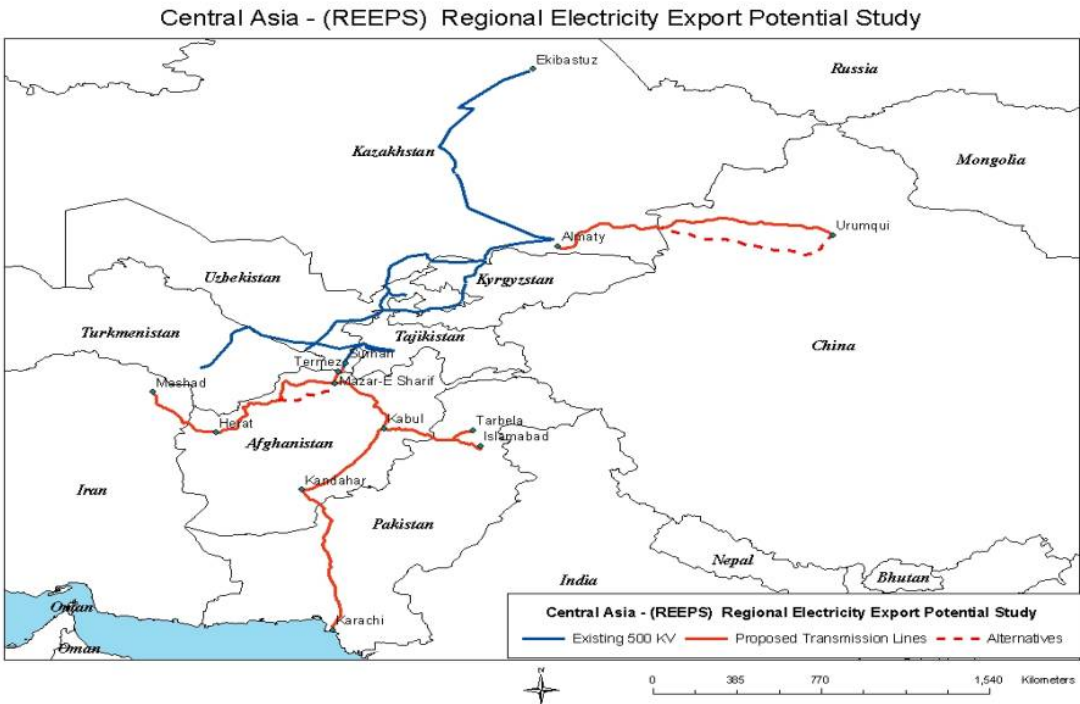 Central Asia - (REEPS) Regional Electricity Export Potential Study
Ekibastuz
Russia
Kazakhstan
Mongolia
Urumqui
Almaty
Uzbekistan
Kyrgyzstan
Turkmenistan
Tajikistan
China
Termez
Mashad
Mazar-E Sharif
Herat
Kabul
Tarbela
Islamabad
Afghanistan
Iran
Kandahar
Pakistan
Nepal
India
Bhutan
Oman
Karachi
Oman
Central Asia - (REEPS) Regional Electricity Export Potential Study
Existing 500 KV Proposed Transmission Lines Alternatives
N
0 385 770 1,540 Kilometers